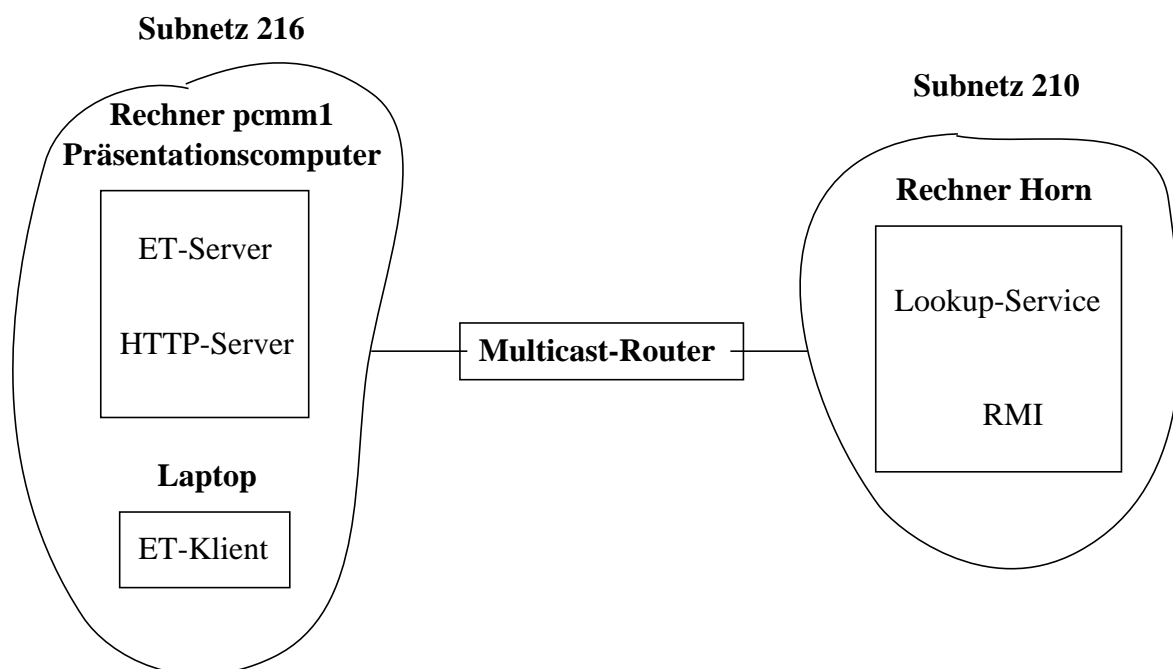 Subnetz 216
Rechner pcmm1
Präsentationscomputer
ET-Server
HTTP-Server
Laptop
ET-Klient
Multicast-Router
Subnetz 210
Rechner Horn
Lookup-Service
RMI